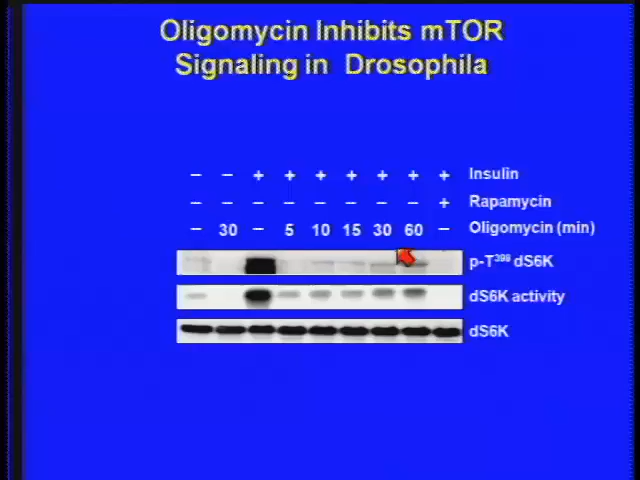 Oligomycin Inhibits mTOR
Signaling in Drosophila
– – + + + + + + + Insulin
– – – – – – – – + Rapamycin
– 30 – 5 10 15 30 60 – Oligomycin (min)
p-T³⁹⁸ dS6K
dS6K activity
dS6K